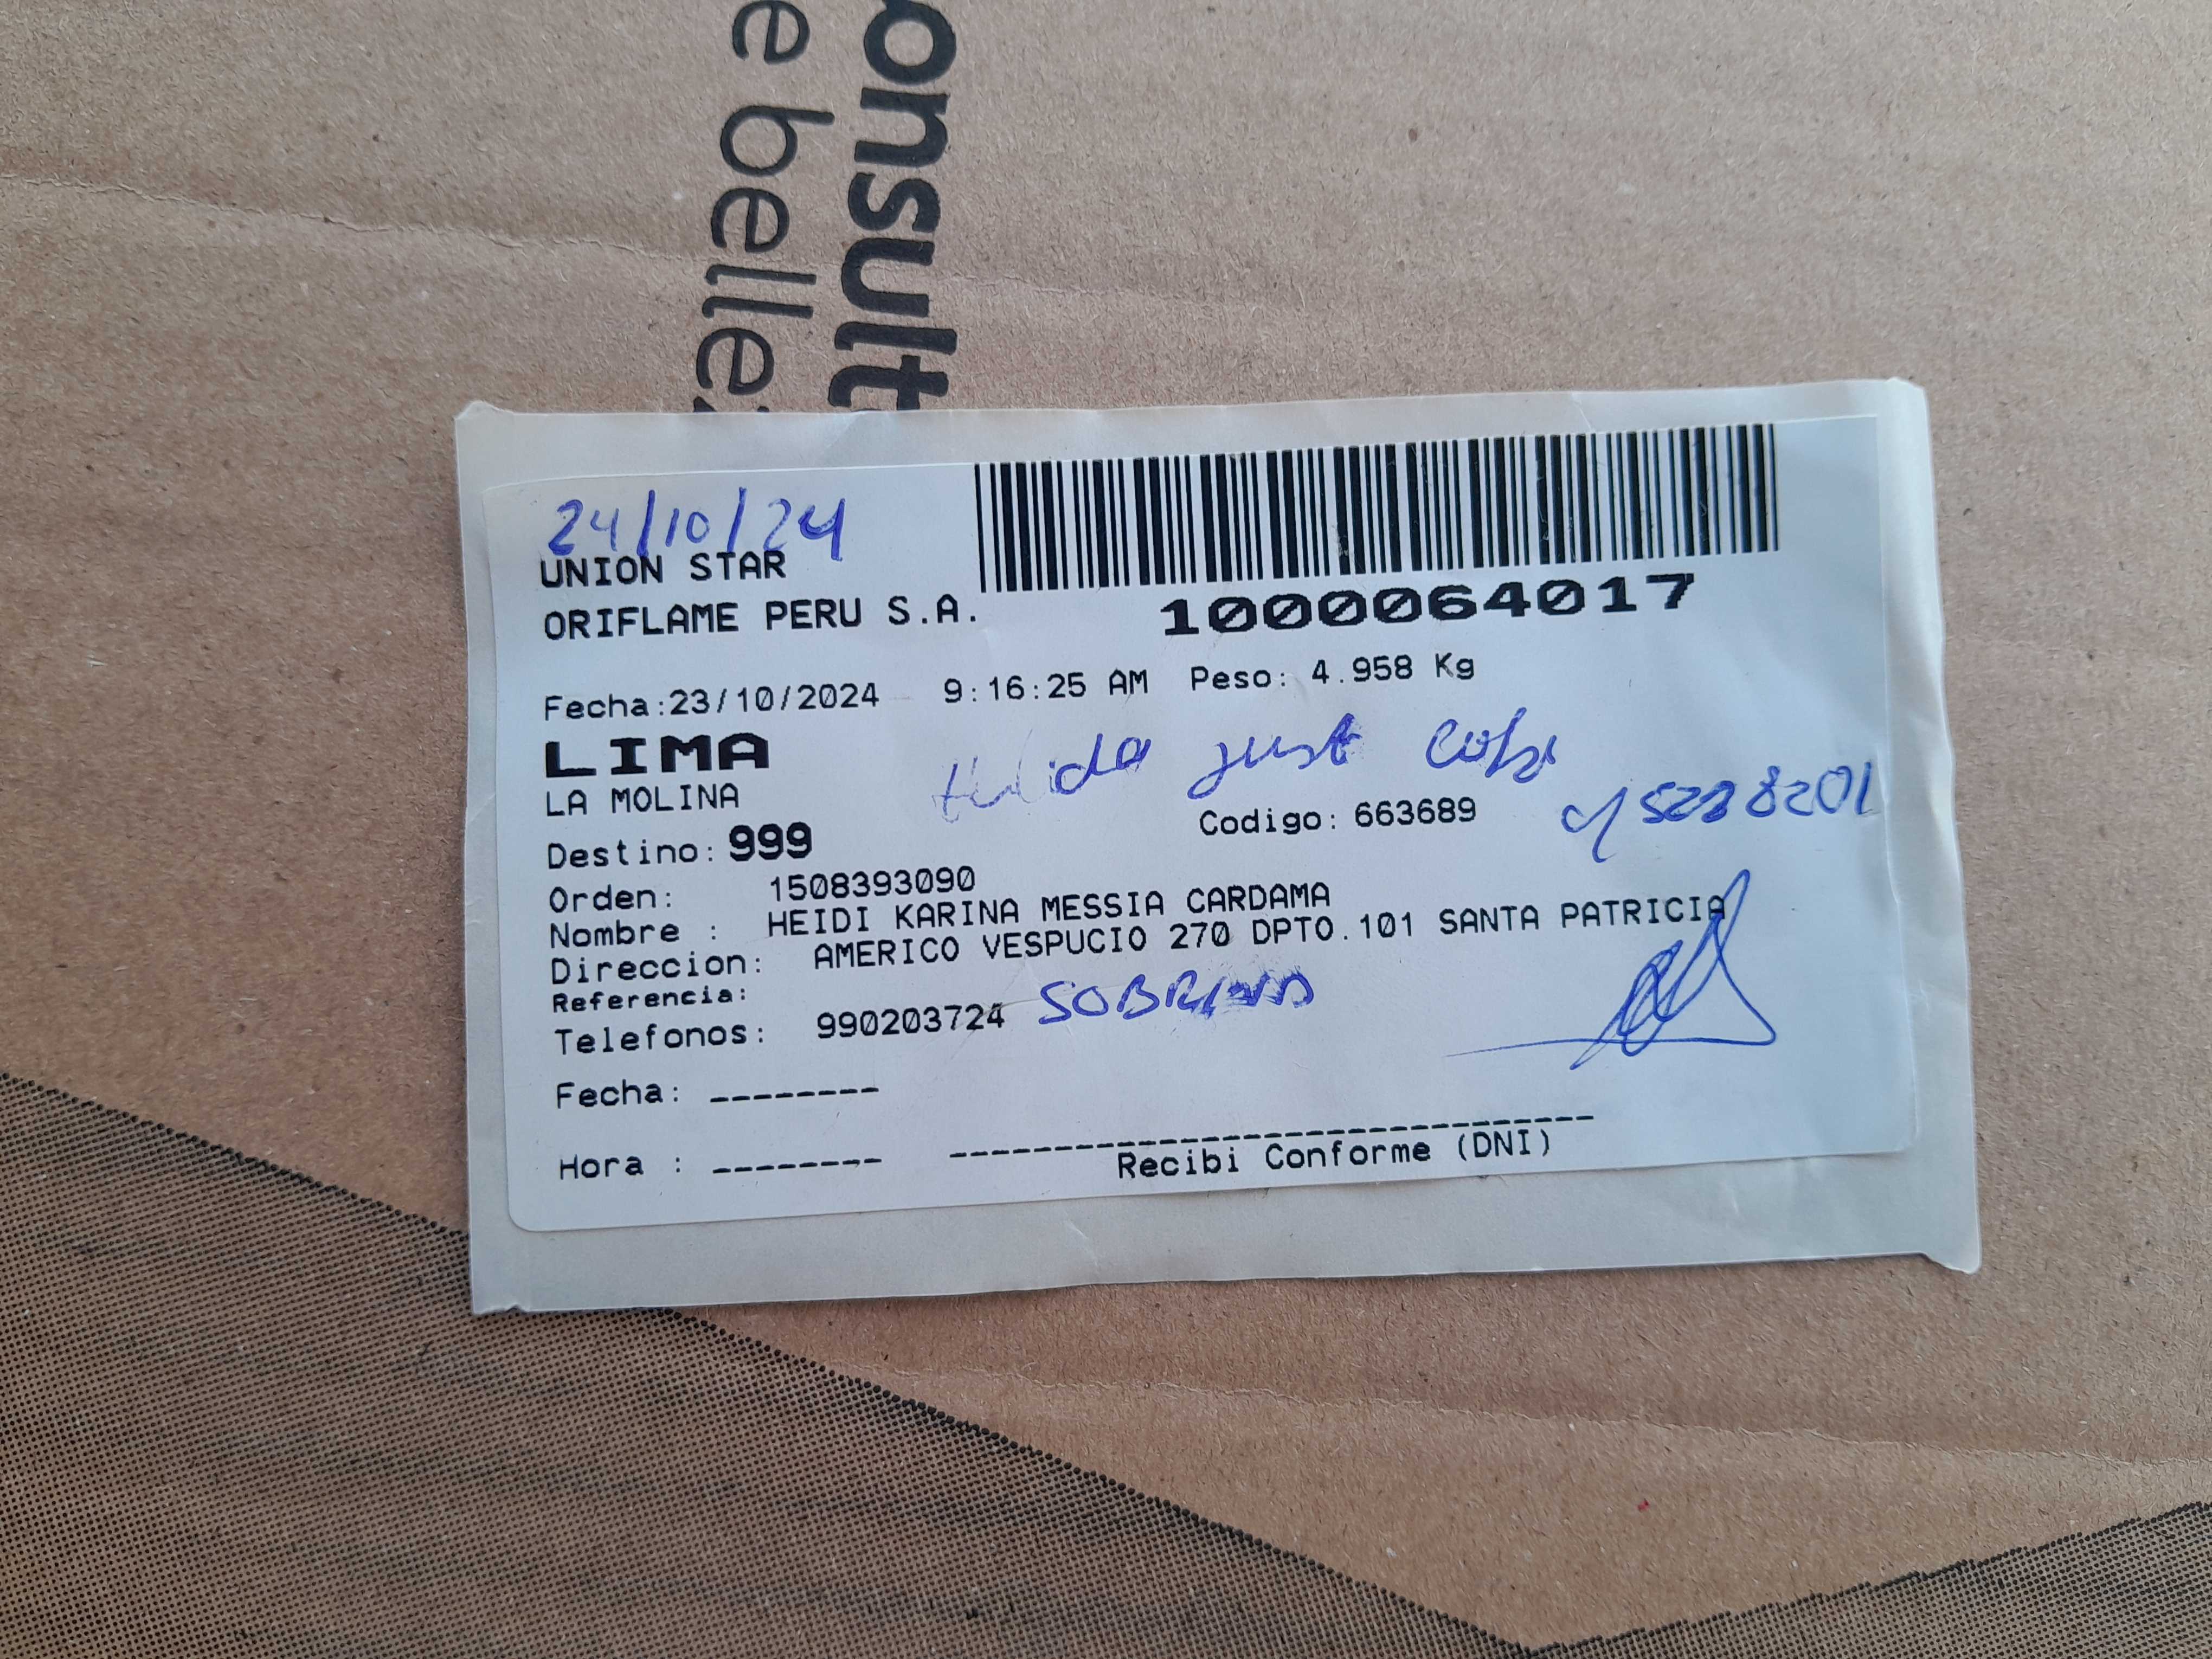 onsult
e belle
24/10/24
UNION STAR
ORIFLAME PERU S.A.
1000064017
Fecha:23/10/2024 9:16:25 AM Peso: 4.958 Kg
LIMA
LA MOLINA
just
Destino: 999
Codigo: 663689
Orden: 1508393090
Nombre : HEIDI KARINA MESSIA CARDAMA
Direccion: AMERICO VESPUCIO 270 DPTO.101 SANTA PATRICIA
Referencia:
Telefonos: 990203724
Fecha: --------
Hora : --------
Recibi Conforme (DNI)